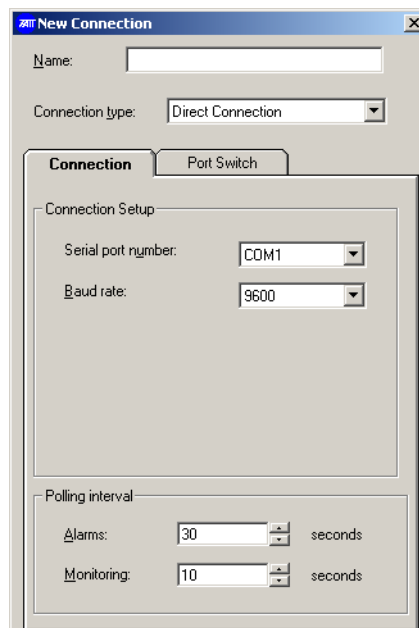 New Connection
Name:
Connection type: Direct Connection
Connection Port Switch
Connection Setup
Serial port number: COM1
Baud rate: 9600
Polling interval
Alarms: 30 seconds
Monitoring: 10 seconds